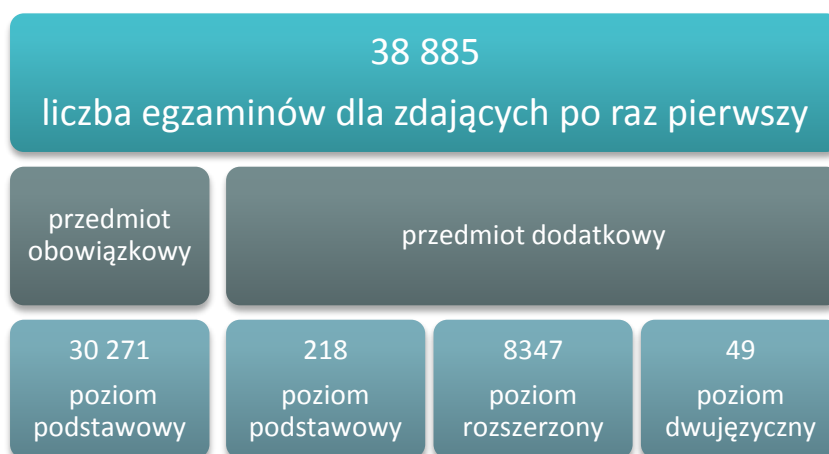 38 885
liczba egzaminów dla zdających po raz pierwszy
przedmiot
obowiązkowy
przedmiot dodatkowy
30 271
poziom
podstawowy
218
poziom
podstawowy
8347
poziom
rozszerzony
49
poziom
dwujęzyczny